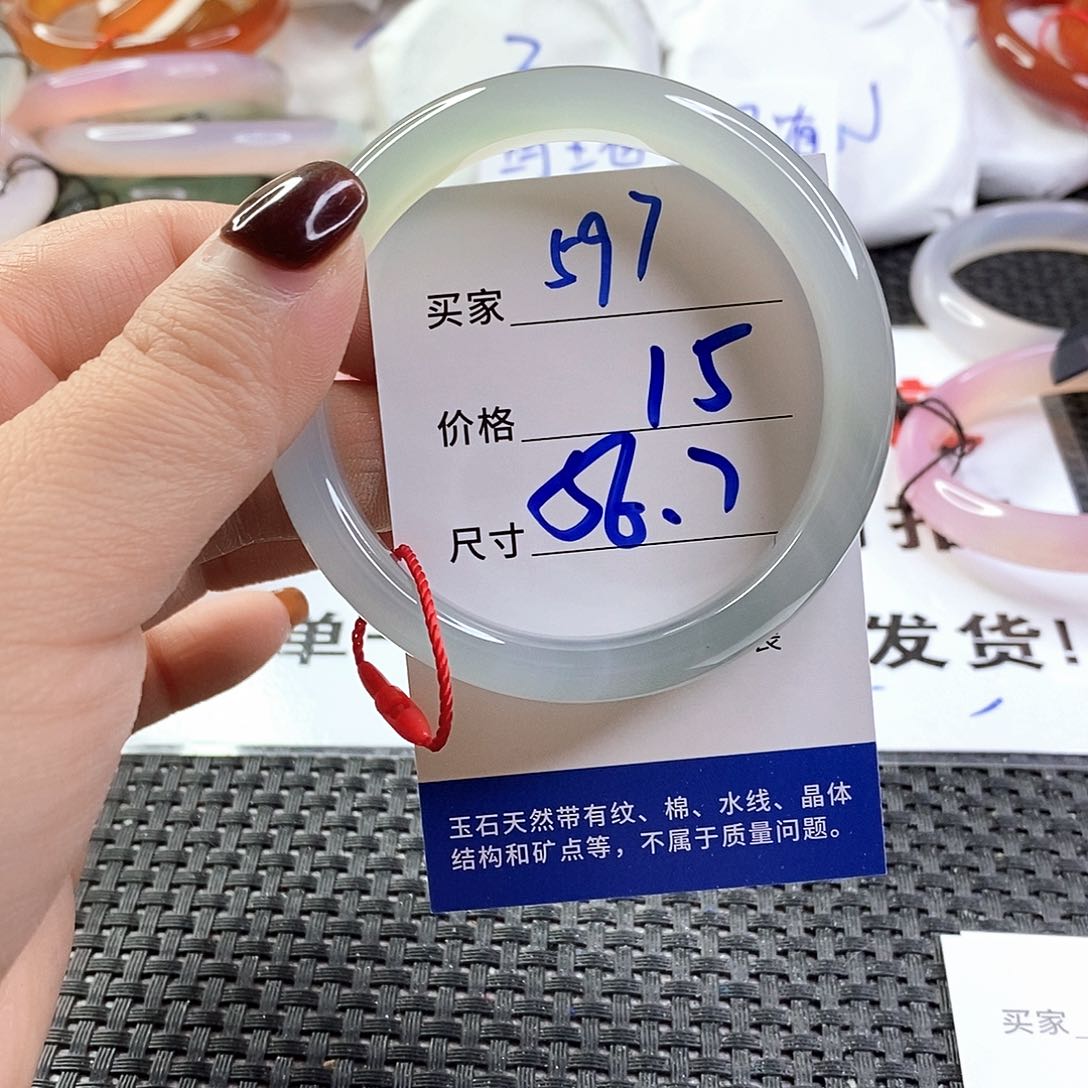 买家 597
价格 15
尺寸 56.7
单
发货!
玉石天然带有纹、棉、水线、晶体
结构和矿点等，不属于质量问题。
买家